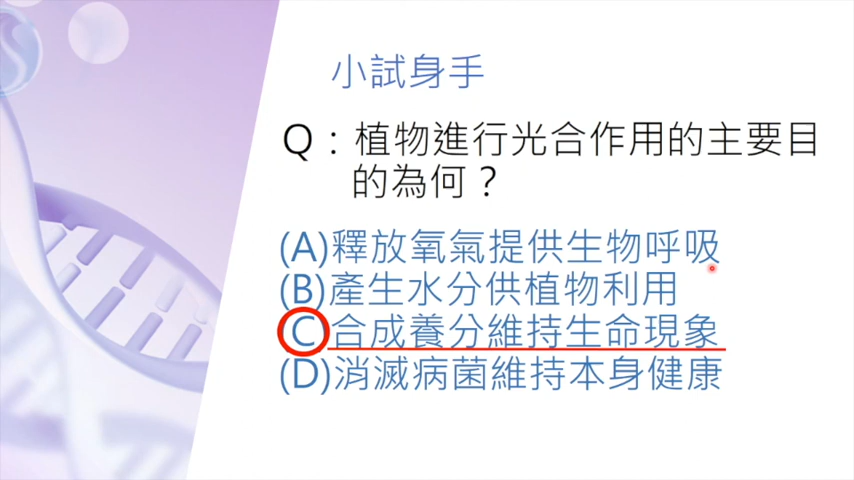 小試身手
Q：植物進行光合作用的主要目
的為何？
(A)釋放氧氣提供生物呼吸
(B)產生水分供植物利用
(C)合成養分維持生命現象
(D)消滅病菌維持本身健康